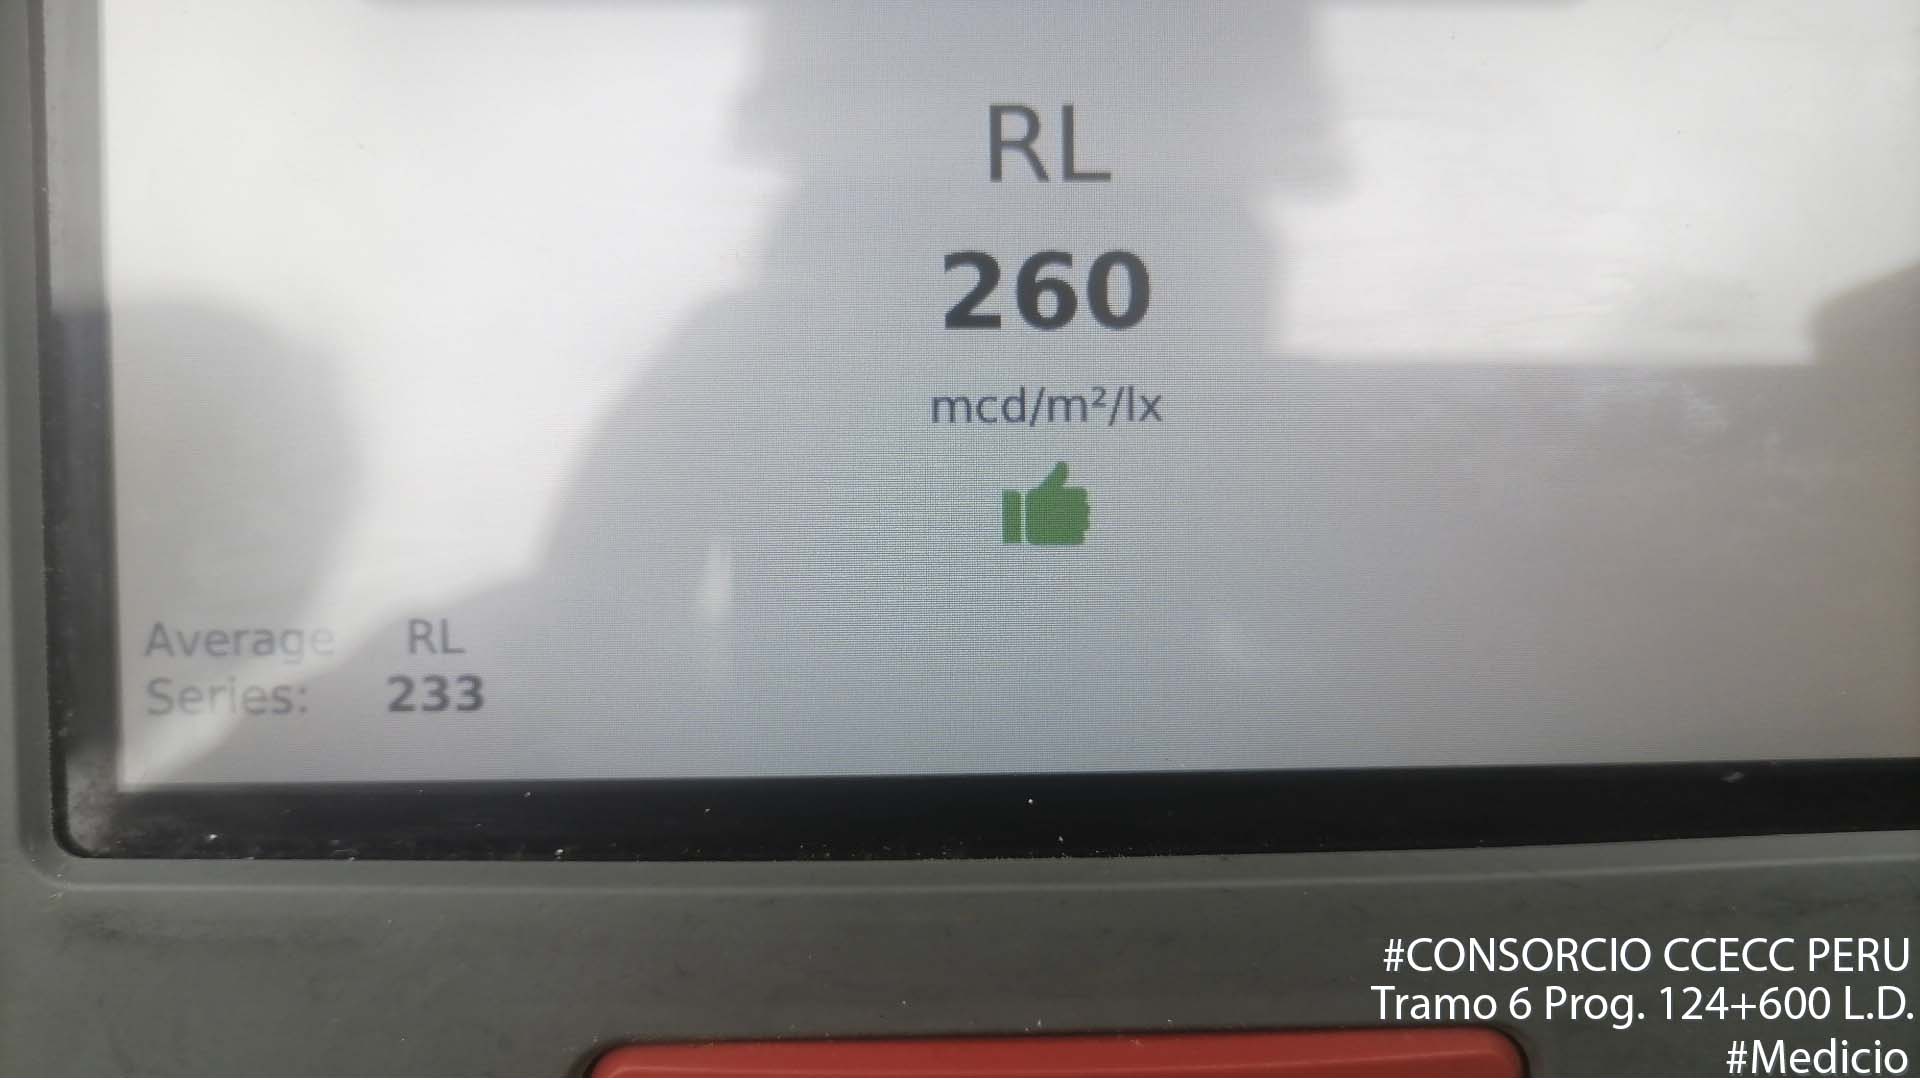 RL
260
mcd/m²/lx
Average RL
Series: 233
#CONSORCIO CCECC PERU
Tramo 6 Prog. 124+600 L.D.
#Medicio